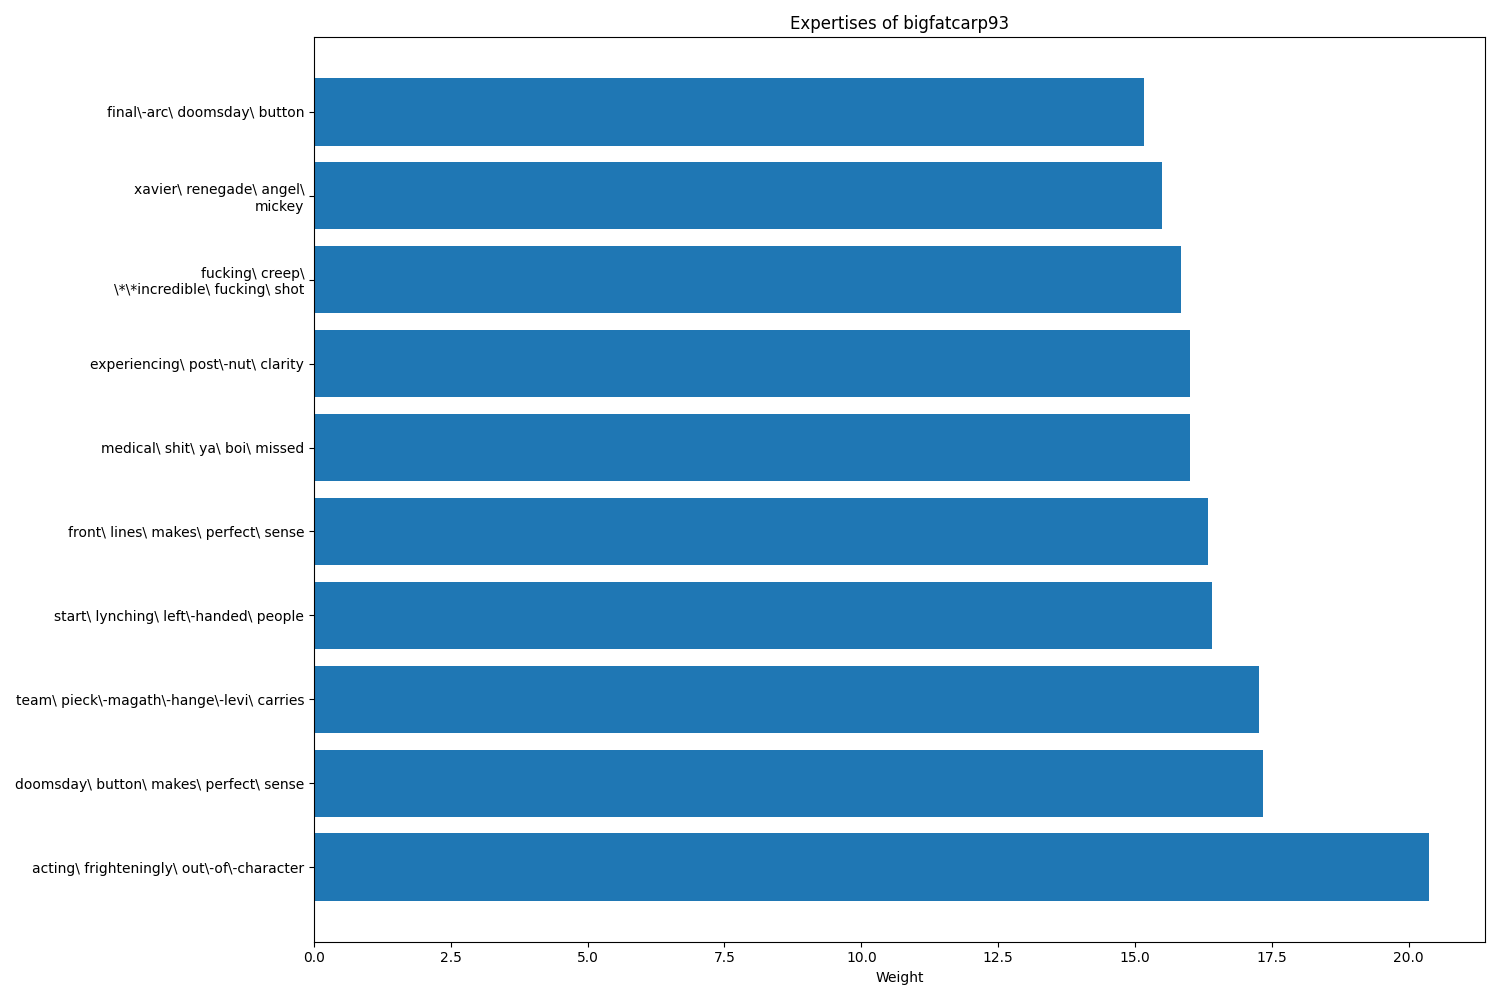 Expertises of bigfatcarp93
final\-arc\ doomsday\ button
xavier\ renegade\ angel\
mickey
fucking\ creep\
\*\*incredible\ fucking\ shot
experiencing\ post\-nut\ clarity
medical\ shit\ ya\ boi\ missed
front\ lines\ makes\ perfect\ sense
start\ lynching\ left\-handed\ people
team\ pieck\-magath\-hange\-levi\ carries
doomsday\ button\ makes\ perfect\ sense
acting\ frighteningly\ out\-of\-character
0.0 2.5 5.0 7.5 10.0 12.5 15.0 17.5 20.0
Weight